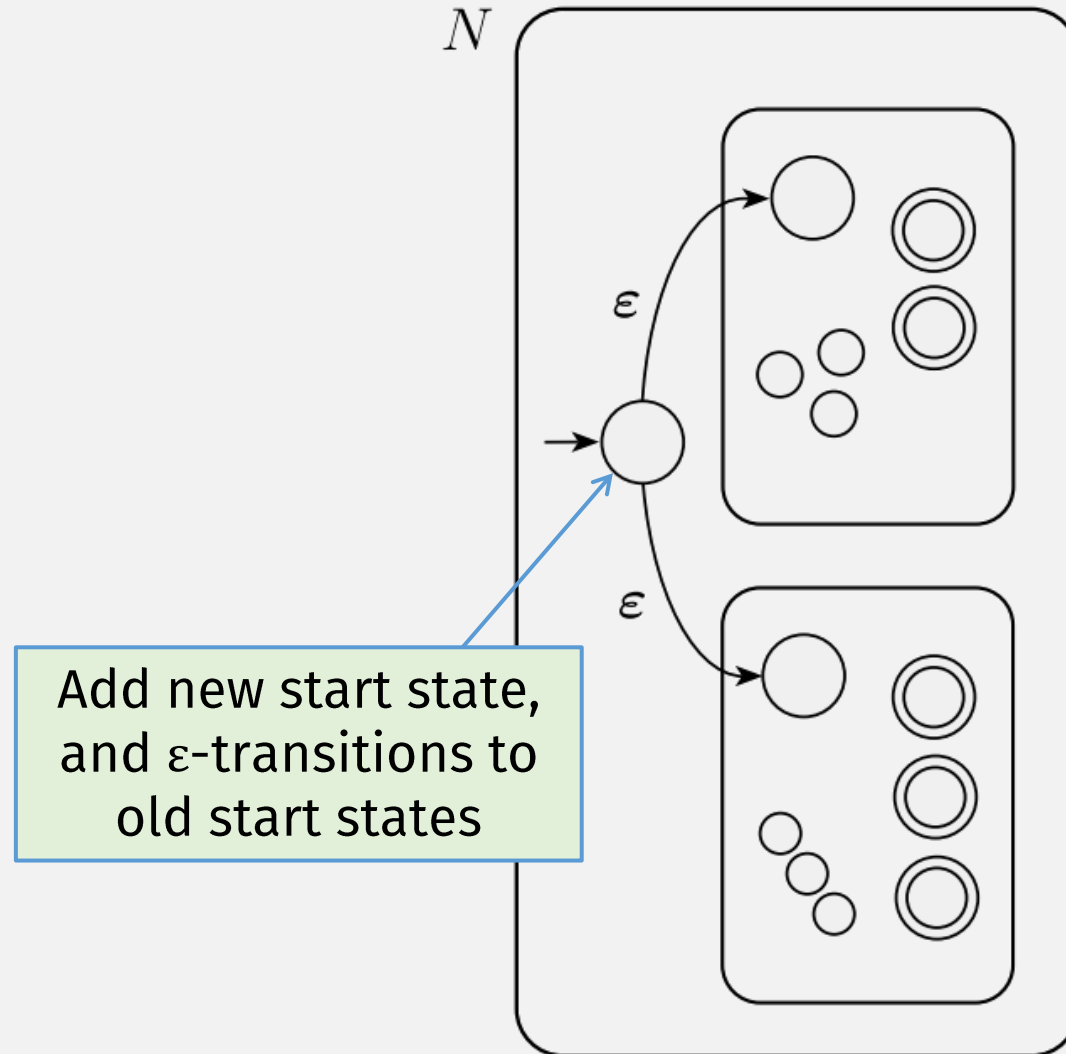 N
ε
ε
Add new start state,
and ε-transitions to
old start states